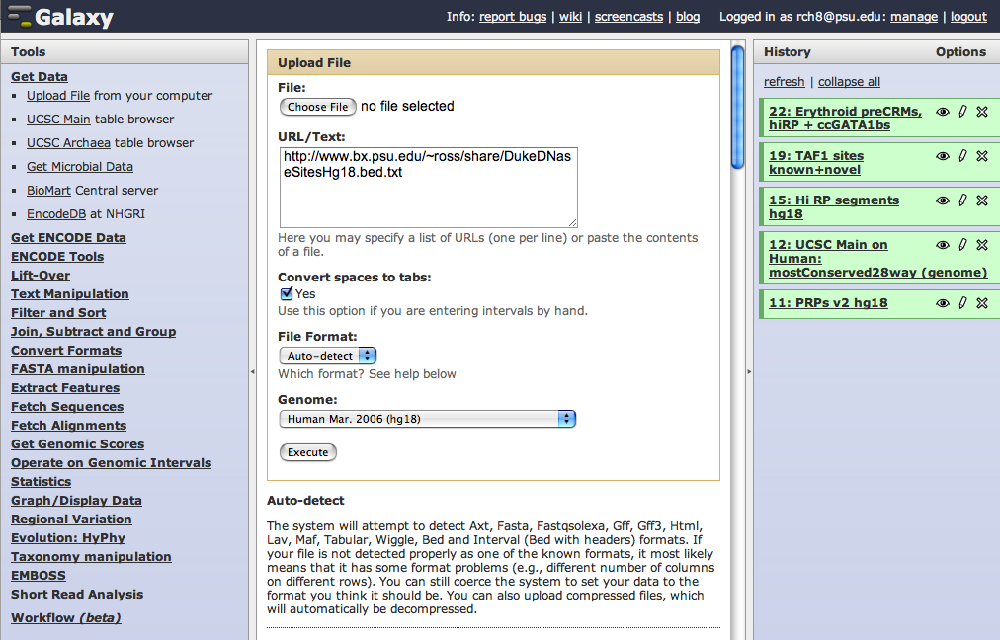 Galaxy
Info: report bugs | wiki | screencasts | blog Logged in as rch8@psu.edu: manage | logout
Tools
Get Data
Upload File from your computer
UCSC Main table browser
UCSC Archaea table browser
Get Microbial Data
BioMart Central server
EncodeDB at NHGRI
Get ENCODE Data
ENCODE Tools
Lift-Over
Text Manipulation
Filter and Sort
Join, Subtract and Group
Convert Formats
FASTA manipulation
Extract Features
Fetch Sequences
Fetch Alignments
Get Genomic Scores
Operate on Genomic Intervals
Statistics
Graph/Display Data
Regional Variation
Evolution: HyPhy
Taxonomy manipulation
EMBOSS
Short Read Analysis
Workflow (beta)
Upload File
File:
Choose File no file selected
URL/Text:
http://www.bx.psu.edu/~ross/share/DukeDNas
eSitesHg18.bed.txt
Here you may specify a list of URLs (one per line) or paste the contents
of a file.
Convert spaces to tabs:
Yes
Use this option if you are entering intervals by hand.
File Format:
Auto-detect
Which format? See help below
Genome:
Human Mar. 2006 (hg18)
Execute
Auto-detect
The system will attempt to detect Axt, Fasta, Fastqsolexa, Gff, Gff3, Html,
Lav, Maf, Tabular, Wiggle, Bed and Interval (Bed with headers) formats. If
your file is not detected properly as one of the known formats, it most likely
means that it has some format problems (e.g., different number of columns
on different rows). You can still coerce the system to set your data to the
format you think it should be. You can also upload compressed files, which
will automatically be decompressed.
History Options
refresh | collapse all
22: Erythroid preCRMs,
hiRP + ccGATA1bs
19: TAF1 sites
known+novel
15: Hi RP segments
hg18
12: UCSC Main on
Human:
mostConserved28way (genome)
11: PRPs v2 hg18